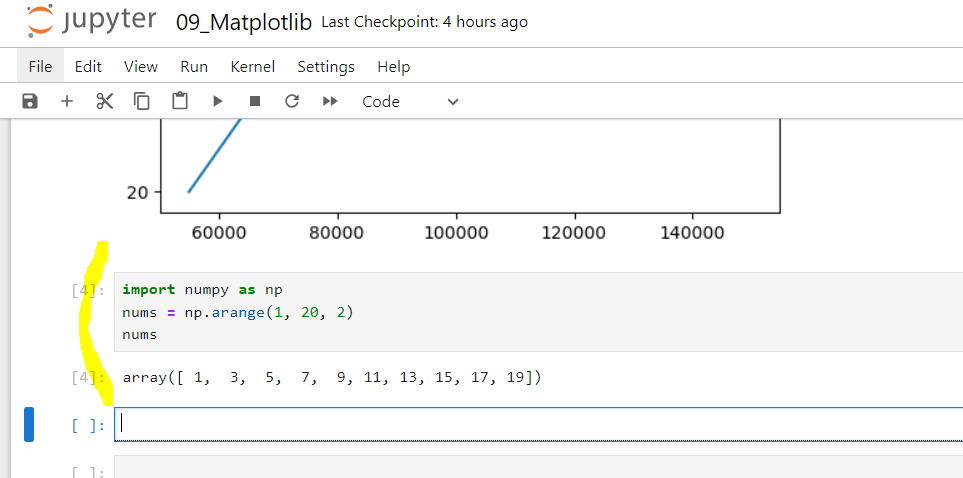 jupyter 09_Matplotlib Last Checkpoint: 4 hours ago
File Edit View Run Kernel Settings Help
Code
20
60000 80000 100000 120000 140000
[4]: import numpy as np
nums = np.arange(1, 20, 2)
nums
[4]: array([ 1,  3,  5,  7,  9, 11, 13, 15, 17, 19])
[ ]:
[ ]: